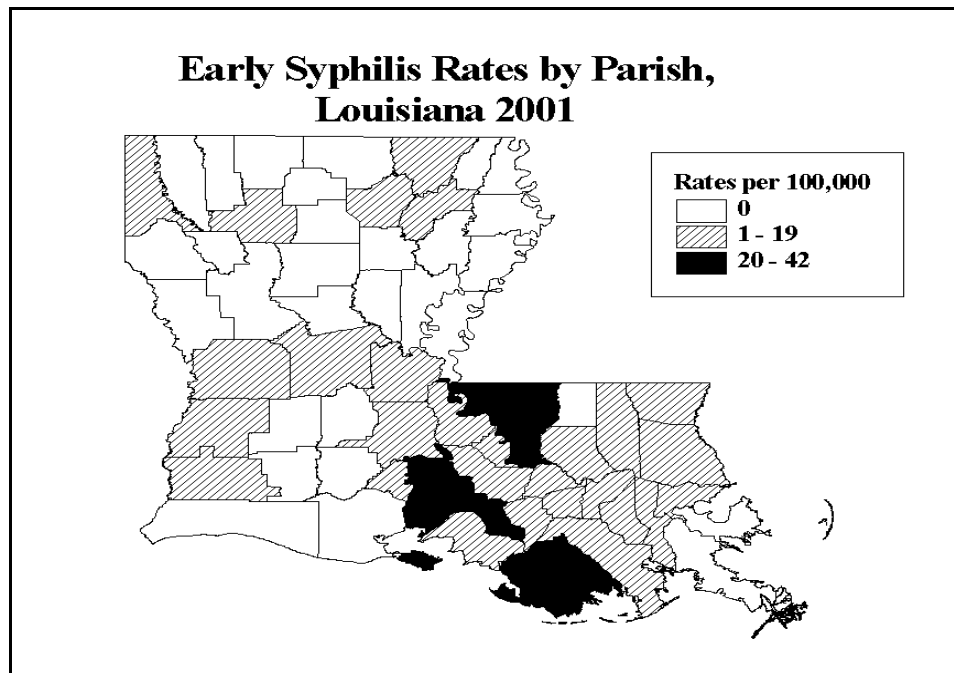 Early Syphilis Rates by Parish,
Louisiana 2001
Rates per 100,000
0
1 - 19
20 - 42